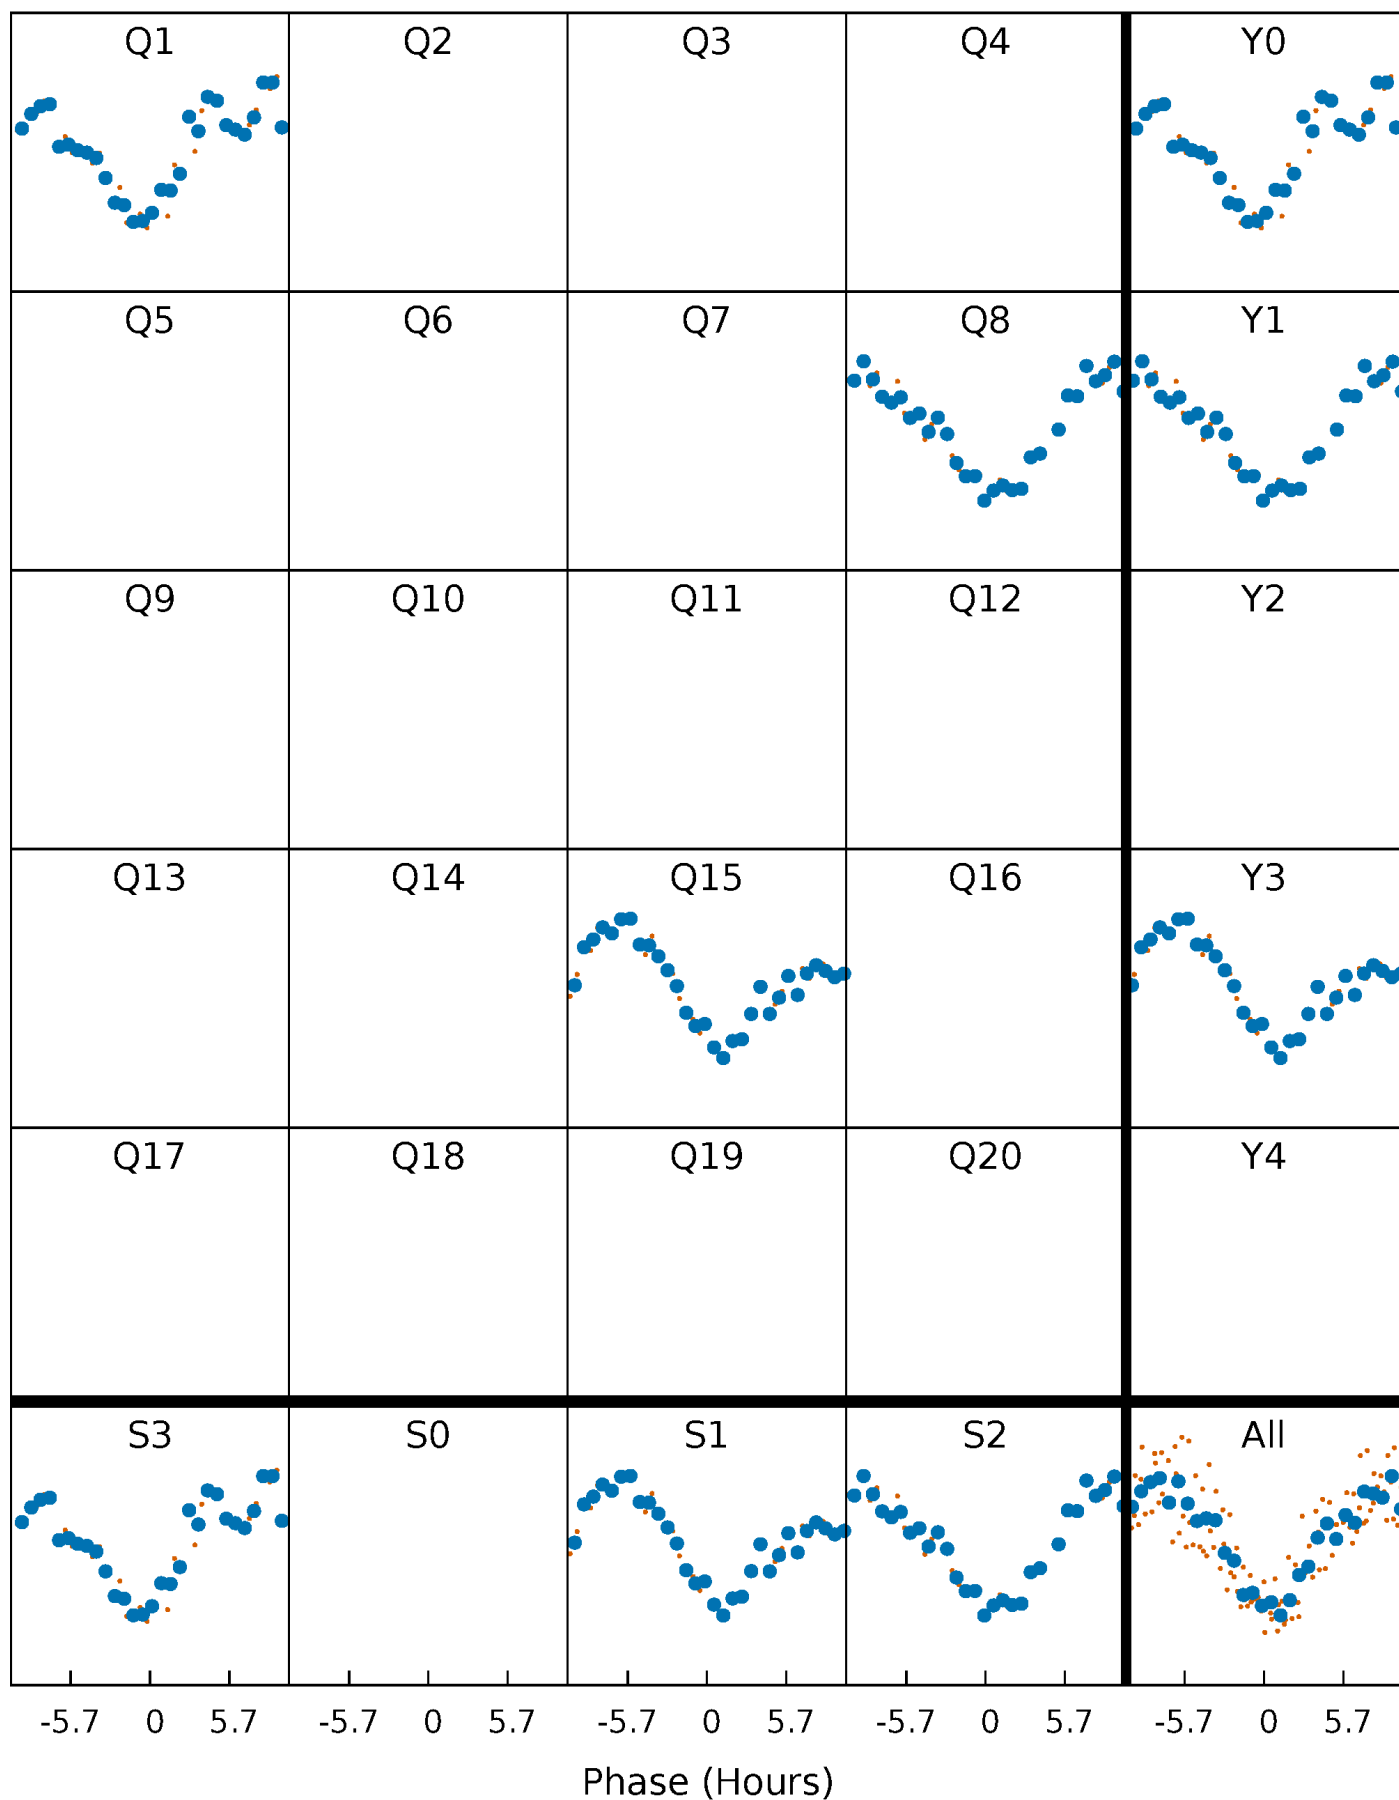 Q1 Q2 Q3 Q4 Y0
Q5 Q6 Q7 Q8 Y1
Q9 Q10 Q11 Q12 Y2
Q13 Q14 Q15 Q16 Y3
Q17 Q18 Q19 Q20 Y4
S3 S0 S1 S2 All
-5.7 0 5.7 -5.7 0 5.7 -5.7 0 5.7 -5.7 0 5.7 -5.7 0 5.7
Phase (Hours)